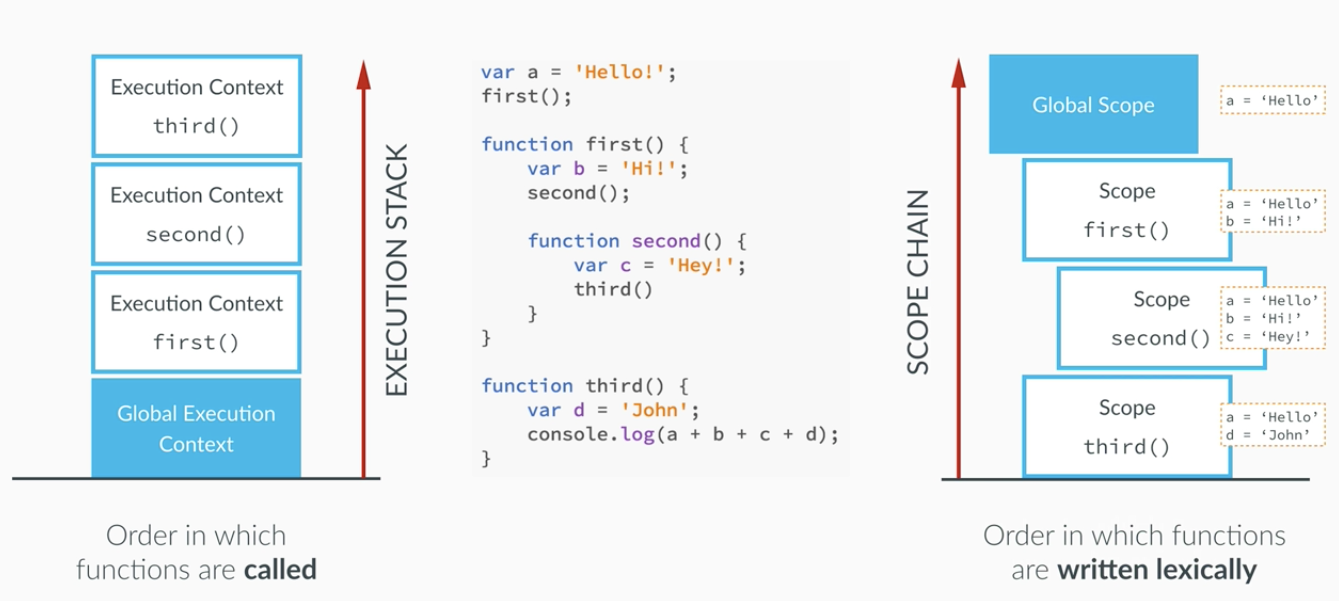 Execution Context
third()
Execution Context
second()
Execution Context
first()
Global Execution
Context
EXECUTION STACK
Order in which
functions are called
var a = 'Hello!';
first();
function first() {
    var b = 'Hi!';
    second();
    function second() {
        var c = 'Hey!';
        third()
    }
}
function third() {
    var d = 'John';
    console.log(a + b + c + d);
}
SCOPE CHAIN
Global Scope
a = ‘Hello’
Scope
first()
a = ‘Hello’
b = ‘Hi!’
Scope
second()
a = ‘Hello’
b = ‘Hi!’
c = ‘Hey!’
Scope
third()
a = ‘Hello’
d = ‘John’
Order in which functions
are written lexically